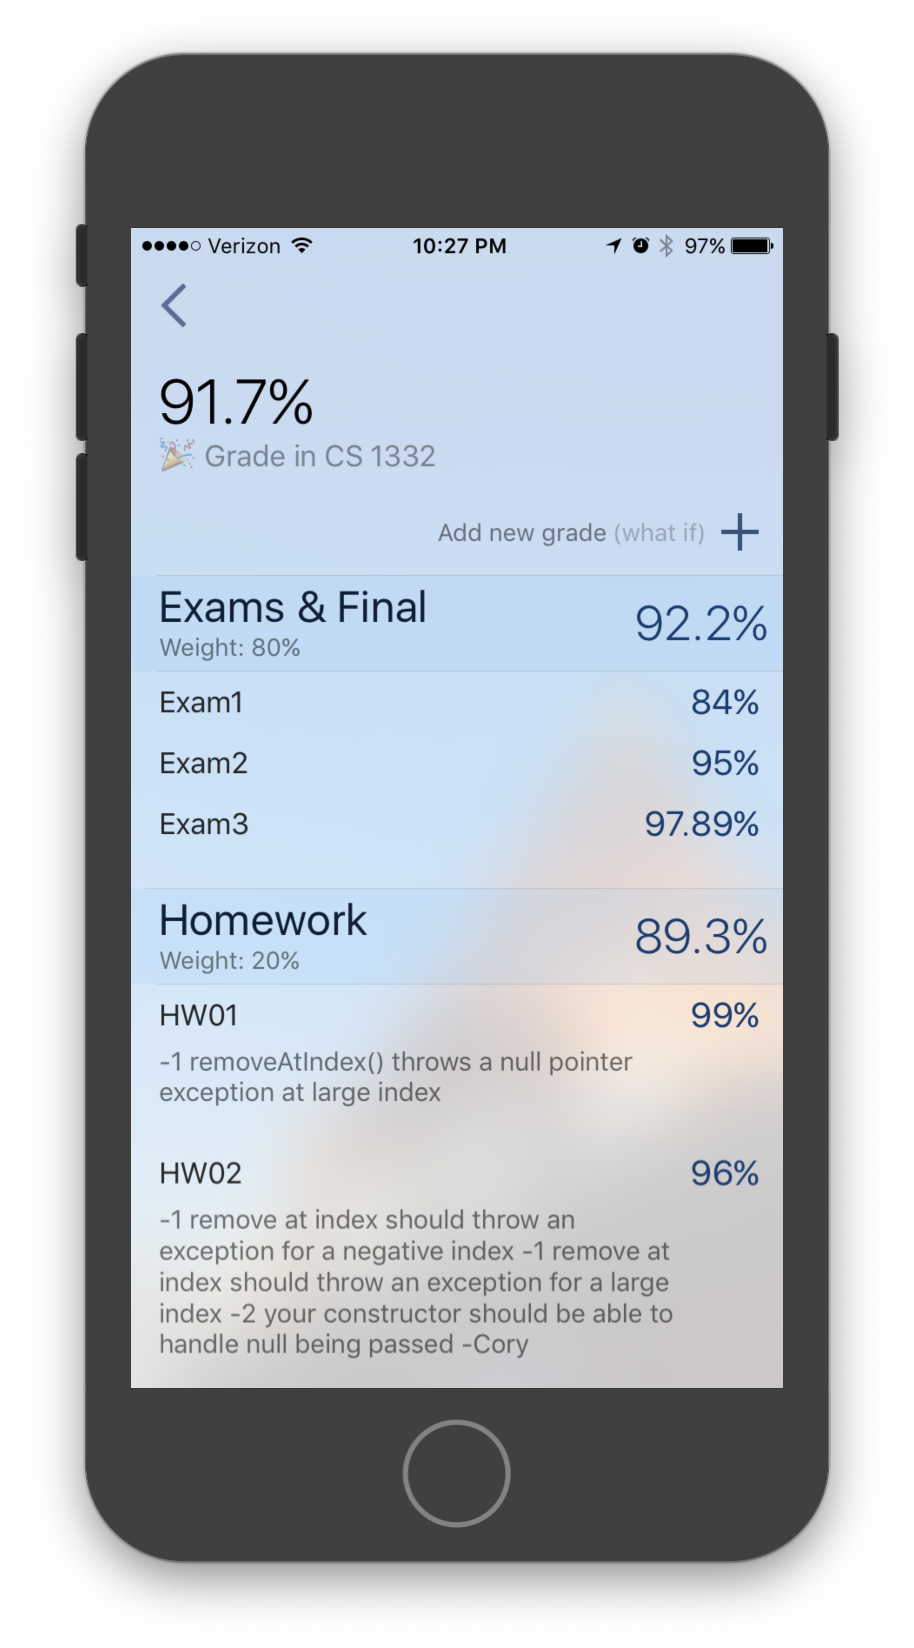 Verizon 10:27 PM 97%
91.7%
🎉 Grade in CS 1332
Add new grade (what if) +
Exams & Final 92.2%
Weight: 80%
Exam1 84%
Exam2 95%
Exam3 97.89%
Homework 89.3%
Weight: 20%
HW01 99%
-1 removeAtIndex() throws a null pointer
exception at large index
HW02 96%
-1 remove at index should throw an
exception for a negative index -1 remove at
index should throw an exception for a large
index -2 your constructor should be able to
handle null being passed -Cory